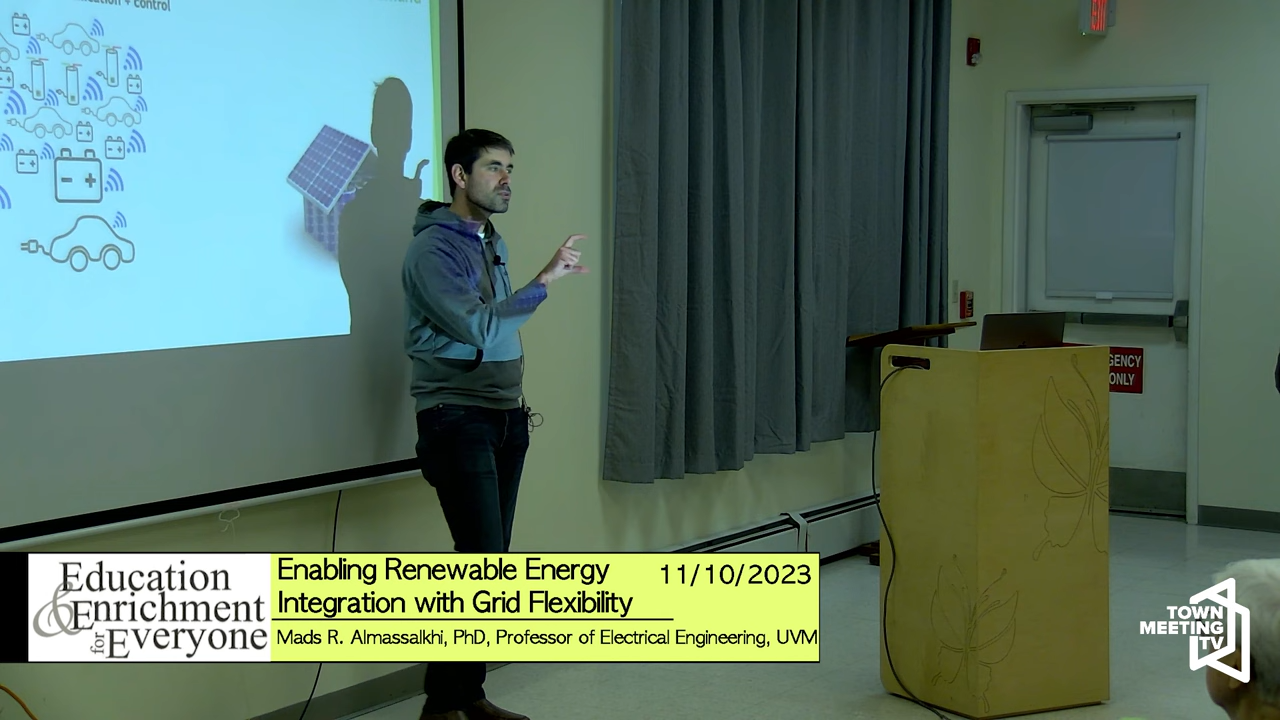 control
EXIT
GENCY
ONLY
Education
& Enrichment
for Everyone
Enabling Renewable Energy
Integration with Grid Flexibility
11/10/2023
Mads R. Almassalkhi, PhD, Professor of Electrical Engineering, UVM
TOWN
MEETING
TV